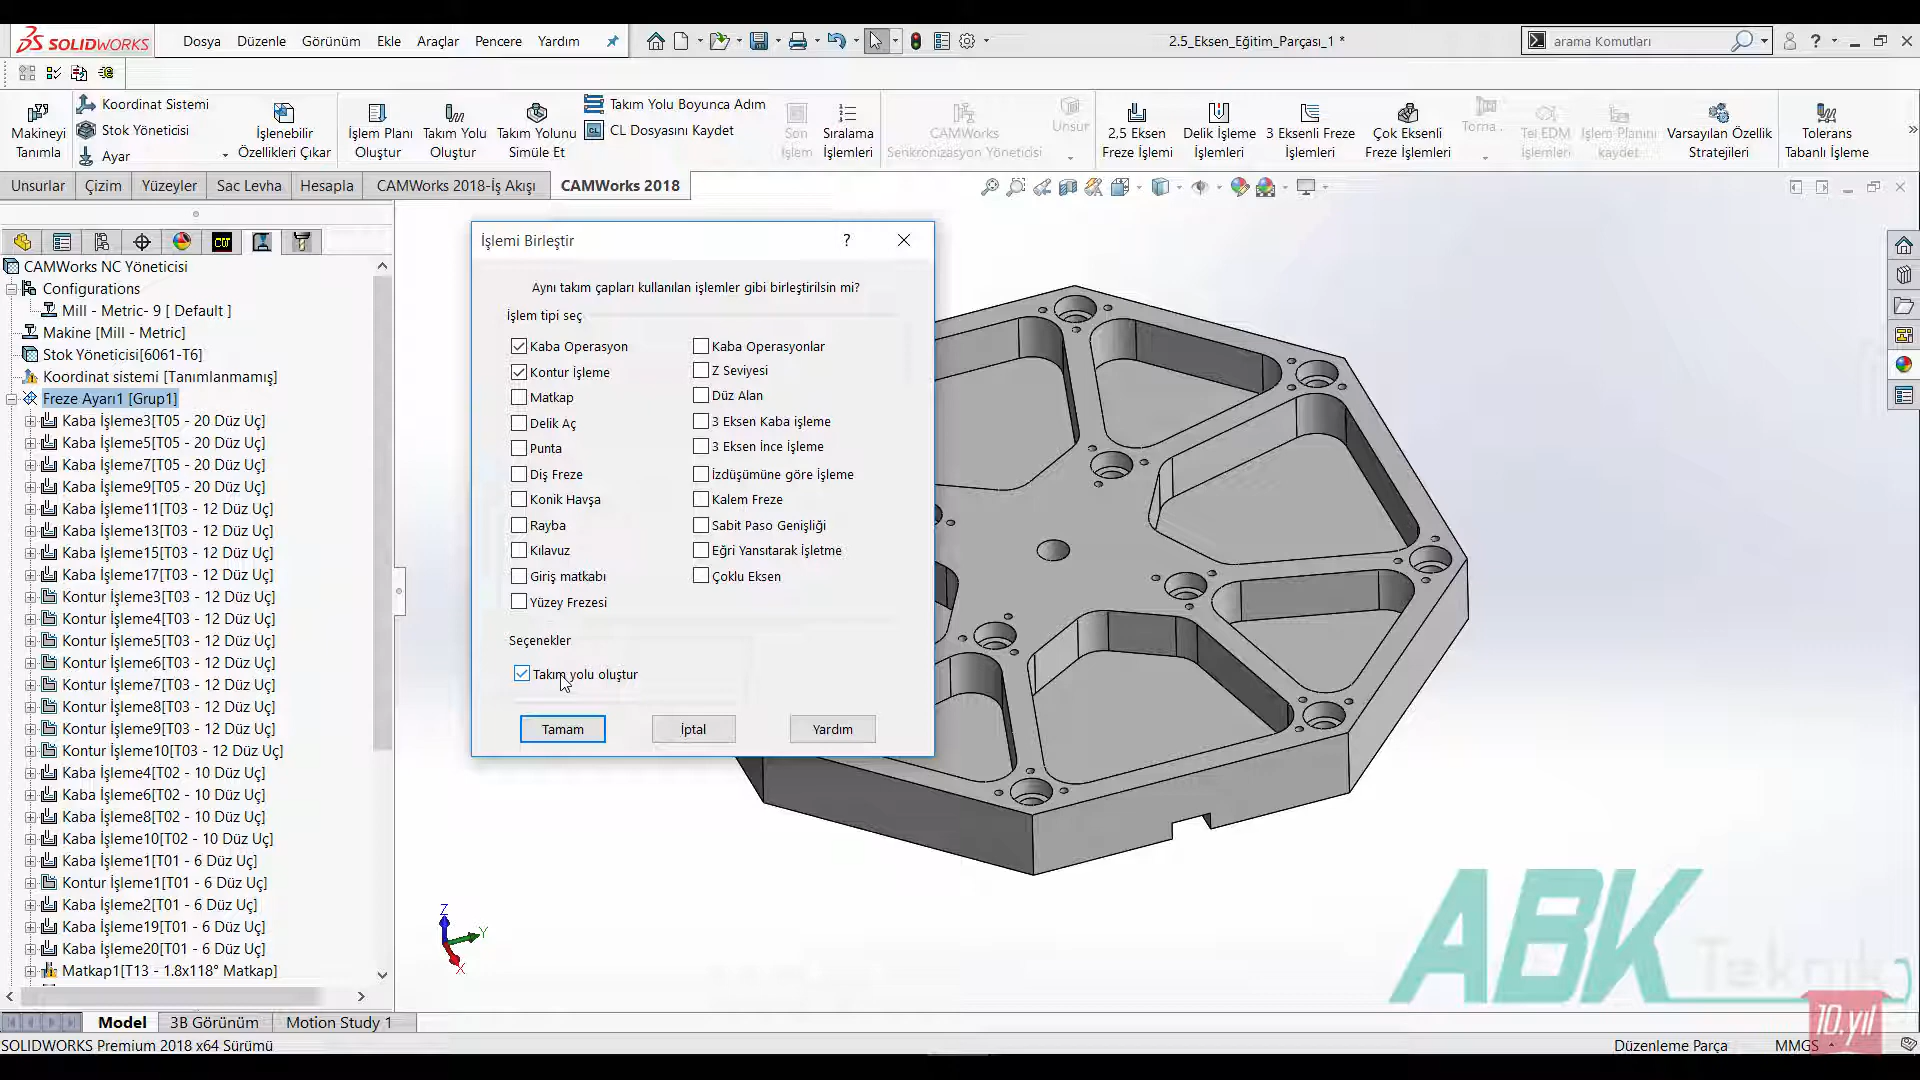 SOLIDWORKS
Dosya Düzenle Görünüm Ekle Araçlar Pencere Yardım
2.5_Eksen_Eğitim_Parçası_1 *
arama Komutları
Makineyi Tanımla
Koordinat Sistemi
Stok Yöneticisi
Ayar
İşlenebilir Özellikleri Çıkar
İşlem Planı Oluştur
Takım Yolu Oluştur
Takım Yolunu Simüle Et
Takım Yolu Boyunca Adım
CL Dosyasını Kaydet
Son İşlem
Sıralama İşlemleri
CAMWorks Senkronizasyon Yöneticisi
Unsur
2,5 Eksen Freze İşlemi
Delik İşleme İşlemleri
3 Eksenli Freze İşlemleri
Çok Eksenli Freze İşlemleri
Torna
Tel EDM İşlemleri
İşlem Planını kaydet
Varsayılan Özellik Stratejileri
Tolerans Tabanlı İşleme
Unsurlar Çizim Yüzeyler Sac Levha Hesapla CAMWorks 2018-İş Akışı CAMWorks 2018
CAMWorks NC Yöneticisi
Configurations
Mill - Metric- 9 [ Default ]
Makine [Mill - Metric]
Stok Yöneticisi[6061-T6]
Koordinat sistemi [Tanımlanmamış]
Freze Ayarı1 [Grup1]
Kaba İşleme3[T05 - 20 Düz Uç]
Kaba İşleme5[T05 - 20 Düz Uç]
Kaba İşleme7[T05 - 20 Düz Uç]
Kaba İşleme9[T05 - 20 Düz Uç]
Kaba İşleme11[T03 - 12 Düz Uç]
Kaba İşleme13[T03 - 12 Düz Uç]
Kaba İşleme15[T03 - 12 Düz Uç]
Kaba İşleme17[T03 - 12 Düz Uç]
Kontur İşleme3[T03 - 12 Düz Uç]
Kontur İşleme4[T03 - 12 Düz Uç]
Kontur İşleme5[T03 - 12 Düz Uç]
Kontur İşleme6[T03 - 12 Düz Uç]
Kontur İşleme7[T03 - 12 Düz Uç]
Kontur İşleme8[T03 - 12 Düz Uç]
Kontur İşleme9[T03 - 12 Düz Uç]
Kontur İşleme10[T03 - 12 Düz Uç]
Kaba İşleme4[T02 - 10 Düz Uç]
Kaba İşleme6[T02 - 10 Düz Uç]
Kaba İşleme8[T02 - 10 Düz Uç]
Kaba İşleme10[T02 - 10 Düz Uç]
Kaba İşleme1[T01 - 6 Düz Uç]
Kontur İşleme1[T01 - 6 Düz Uç]
Kaba İşleme2[T01 - 6 Düz Uç]
Kaba İşleme19[T01 - 6 Düz Uç]
Kaba İşleme20[T01 - 6 Düz Uç]
Matkap1[T13 - 1.8x118° Matkap]
İşlemi Birleştir ?
Aynı takım çapları kullanılan işlemler gibi birleştirilsin mi?
İşlem tipi seç
Kaba Operasyon
Kontur İşleme
Matkap
Delik Aç
Punta
Diş Freze
Konik Havşa
Rayba
Kılavuz
Giriş matkabı
Yüzey Frezesi
Kaba Operasyonlar
Z Seviyesi
Düz Alan
3 Eksen Kaba işleme
3 Eksen İnce İşleme
İzdüşümüne göre İşleme
Kalem Freze
Sabit Paso Genişliği
Eğri Yansıtarak İşletme
Çoklu Eksen
Seçenekler
Takım yolu oluştur
Tamam İptal Yardım
Z
Y
X
ABK
Teknik
10.yıl
Model 3B Görünüm Motion Study 1
SOLIDWORKS Premium 2018 x64 Sürümü
Düzenleme Parça MMGS